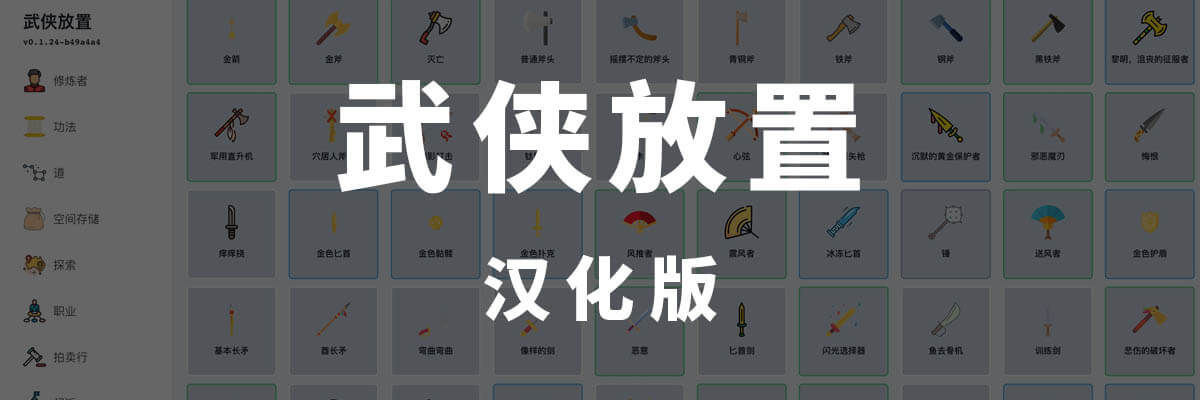 武侠放置
v0.1.24-b49a4a4
修炼者
功法
道
空间存储
探索
职业
拍卖行
金箭
金斧
灭亡
普通斧头
摇摆不定的斧头
青铜斧
铁斧
钢斧
黑铁斧
黎明，沮丧的征服者
武侠放置
军用直升机
穴居人斧
心弦
矢枪
沉默的黄金保护者
邪恶魔刃
悔恨
痒痒挠
金色匕首
金色骷髅
金色扑克
风推者
震风者
冰冻匕首
锤
送风者
金色护盾
汉化版
基本长矛
酋长矛
弯曲弯曲
像样的剑
恶意
匕首剑
闪光选择器
鱼去脊机
训练剑
悲伤的破坏者